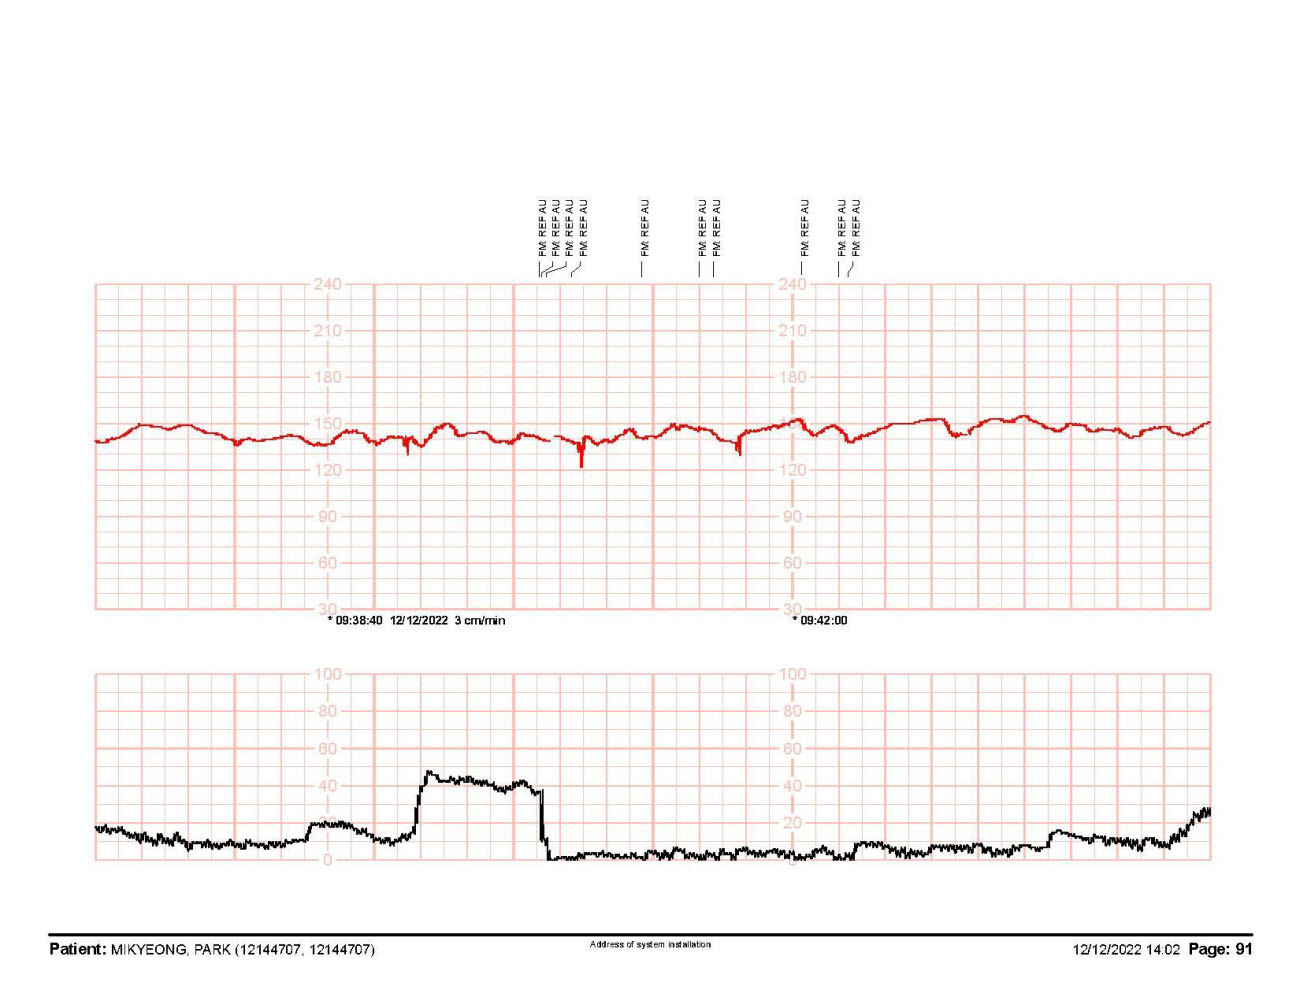 FM: REF AU
FM: REF AU
FM: REF AU
FM: REF AU
FM: REF AU
FM: REF AU
FM: REF AU
FM: REF AU
FM: REF AU
FM: REF AU
240 240
210 210
180 180
150 150
120 120
90 90
60 60
30 30
* 09:38:40 12/12/2022 3 cm/min * 09:42:00
100 100
80 80
60 60
40 40
20 20
0 0
Patient: MIKYEONG, PARK (12144707, 12144707) Address of system installation 12/12/2022 14:02 Page: 91